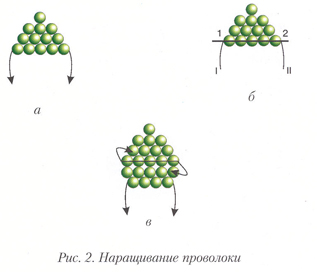 1 2
I II
а б
в
Рис. 2. Наращивание проволоки